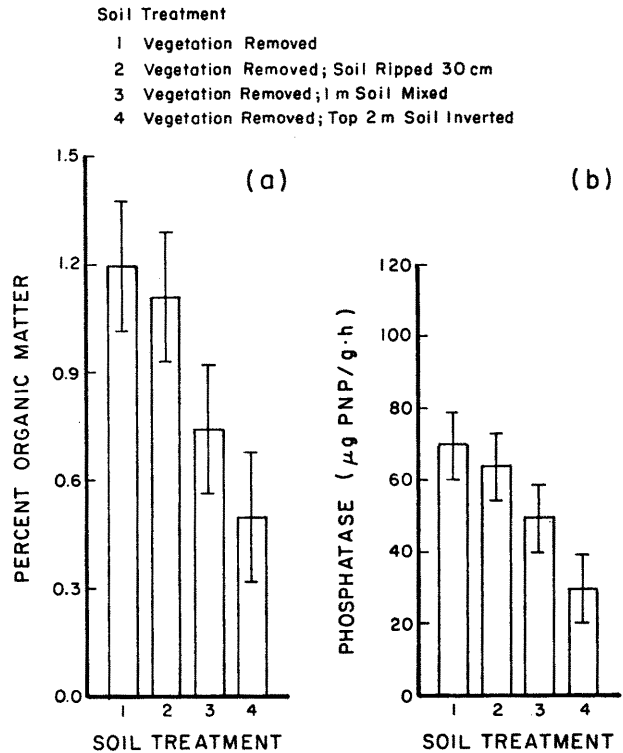 Soil Treatment
1 Vegetation Removed
2 Vegetation Removed; Soil Ripped 30 cm
3 Vegetation Removed; 1 m Soil Mixed
4 Vegetation Removed; Top 2 m Soil Inverted
(a)
PERCENT ORGANIC MATTER
1.5
1.2
0.9
0.6
0.3
0.0
1 2 3 4
SOIL TREATMENT
(b)
PHOSPHATASE (μg PNP/g·h)
120
100
80
60
40
20
0
1 2 3 4
SOIL TREATMENT